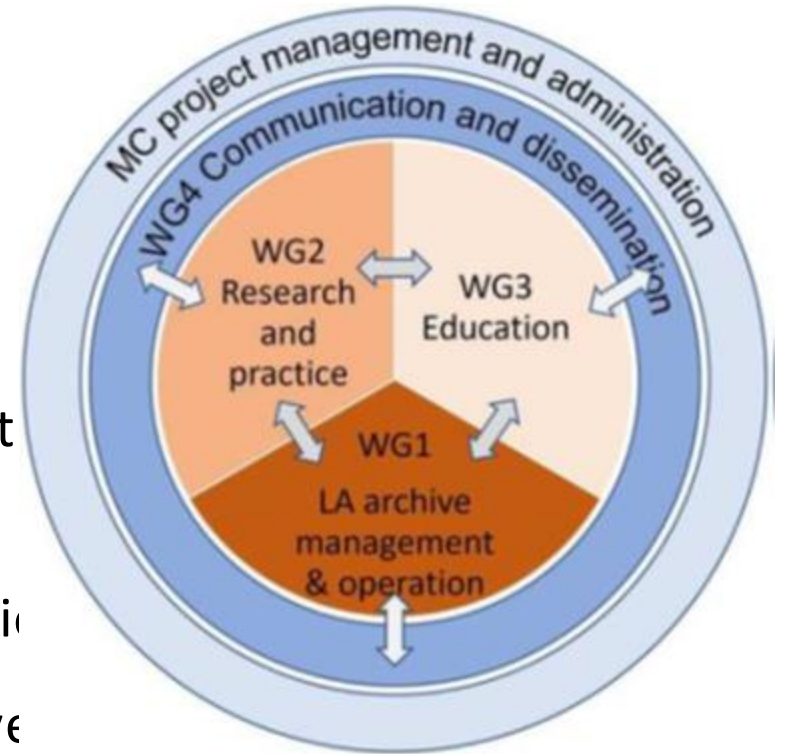 MC project management and administration
WG4 Communication and dissemination
WG2
Research
and
practice
WG3
Education
WG1
LA archive
management
& operation
t